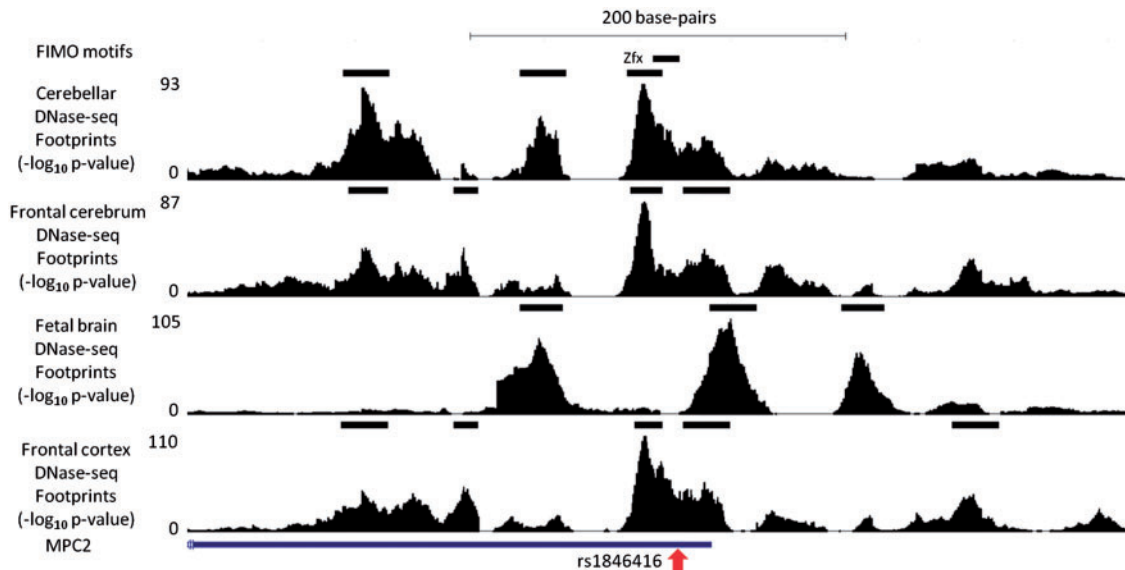 200 base-pairs
FIMO motifs
Zfx
Cerebellar
DNase-seq
Footprints
(-log10 p-value)
93
0
Frontal cerebrum
DNase-seq
Footprints
(-log10 p-value)
87
0
Fetal brain
DNase-seq
Footprints
(-log10 p-value)
105
0
Frontal cortex
DNase-seq
Footprints
(-log10 p-value)
110
0
MPC2
rs1846416